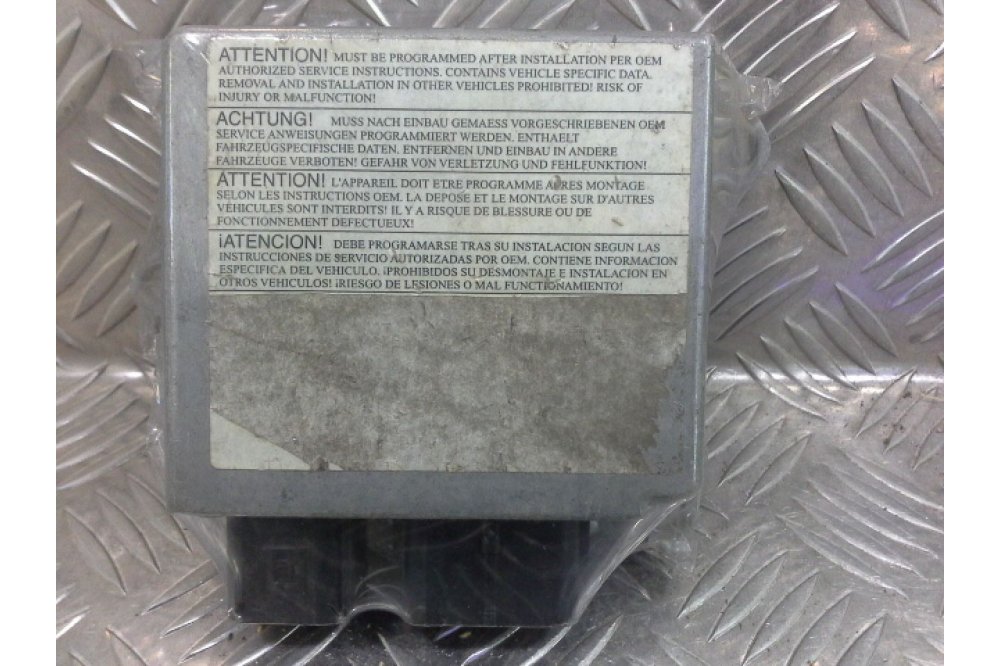 ATTENTION! MUST BE PROGRAMMED AFTER INSTALLATION PER OEM
AUTHORIZED SERVICE INSTRUCTIONS. CONTAINS VEHICLE SPECIFIC DATA.
REMOVAL AND INSTALLATION IN OTHER VEHICLES PROHIBITED! RISK OF
INJURY OR MALFUNCTION!
ACHTUNG! MUSS NACH EINBAU GEMAESS VORGESCHRIEBENEN OEM
SERVICE ANWEISUNGEN PROGRAMMIERT WERDEN. ENTHAELT
FAHRZEUGSPEZIFISCHE DATEN. ENTFERNEN UND EINBAU IN ANDERE
FAHRZEUGE VERBOTEN! GEFAHR VON VERLETZUNG UND FEHLFUNKTION!
ATTENTION! L'APPAREIL DOIT ETRE PROGRAMME APRES MONTAGE
SELON LES INSTRUCTIONS OEM. LA DEPOSE ET LE MONTAGE SUR D'AUTRES
VEHICULES SONT INTERDITS! IL Y A RISQUE DE BLESSURE OU DE
FONCTIONNEMENT DEFECTUEUX!
¡ATENCION! DEBE PROGRAMARSE TRAS SU INSTALACION SEGUN LAS
INSTRUCCIONES DE SERVICIO AUTORIZADAS POR OEM. CONTIENE INFORMACION
ESPECIFICA DEL VEHICULO. ¡PROHIBIDOS SU DESMONTAJE E INSTALACION EN
OTROS VEHICULOS! ¡RIESGO DE LESIONES O MAL FUNCTIONAMIENTO!